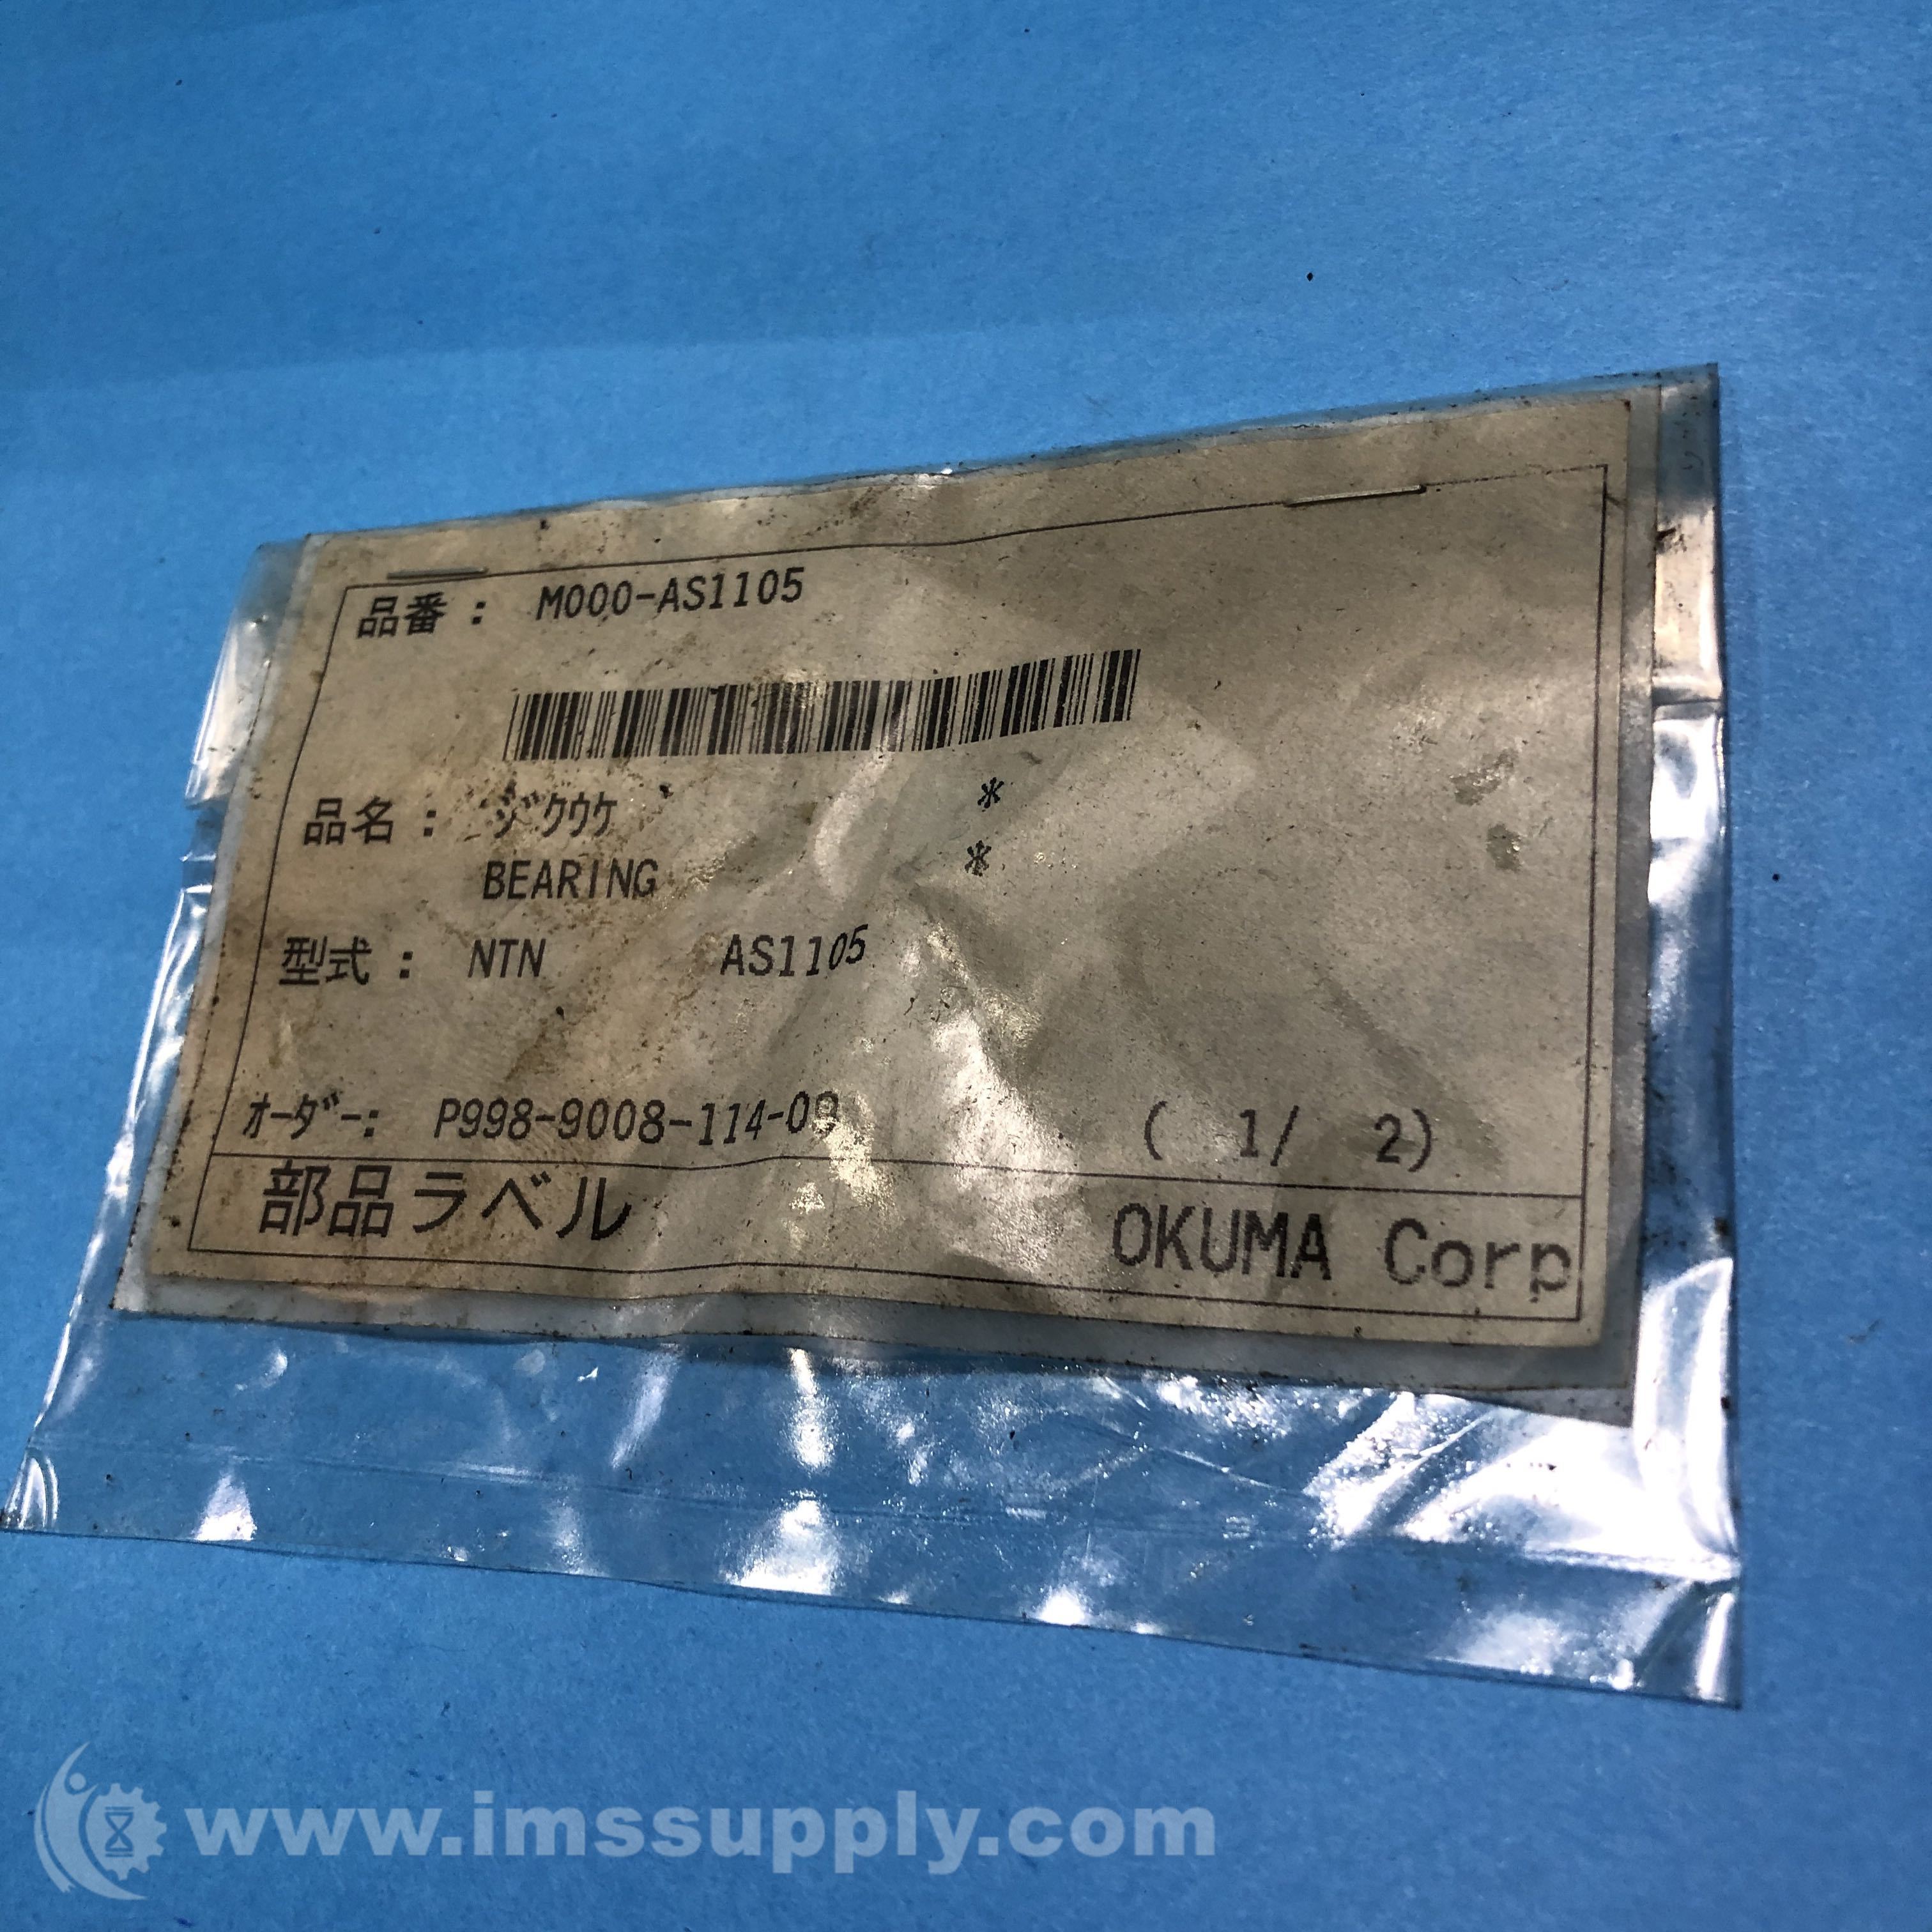 品番： M000-AS1105
品名： ｼﾞｸｳｹ *
BEARING *
型式： NTN AS1105
ｵｰﾀﾞｰ: P998-9008-114-09 ( 1/ 2)
部品ラベル OKUMA Corp
www.imssupply.com